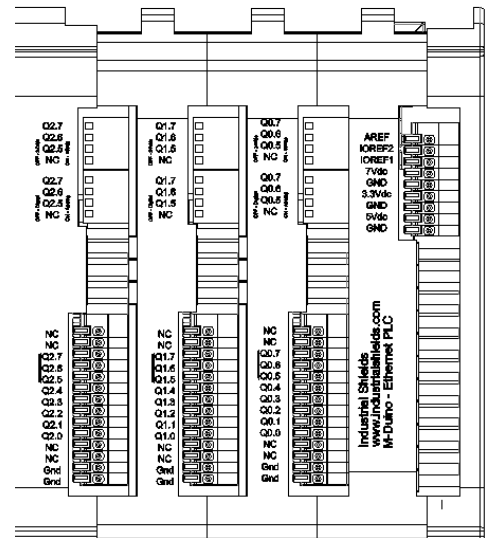 Q2.7
Q2.6
Q2.5
NC
Q2.7
Q2.6
Q2.5
NC
NC
NC
Q2.7
Q2.6
Q2.5
Q2.4
Q2.3
Q2.2
Q2.1
Q2.0
NC
NC
Gnd
Gnd
Q1.7
Q1.6
Q1.5
NC
Q1.7
Q1.6
Q1.5
NC
NC
NC
Q1.7
Q1.6
Q1.5
Q1.4
Q1.3
Q1.2
Q1.1
Q1.0
NC
NC
Gnd
Gnd
Q0.7
Q0.6
Q0.5
NC
Q0.7
Q0.6
Q0.5
NC
NC
NC
Q0.7
Q0.6
Q0.5
Q0.4
Q0.3
Q0.2
Q0.1
Q0.0
NC
NC
Gnd
Gnd
AREF
IOREF2
IOREF1
7Vdc
GND
3.3Vdc
GND
5Vdc
GND
Industrial Shields
www.industrialshields.com
M-Duino - Ethernet PLC